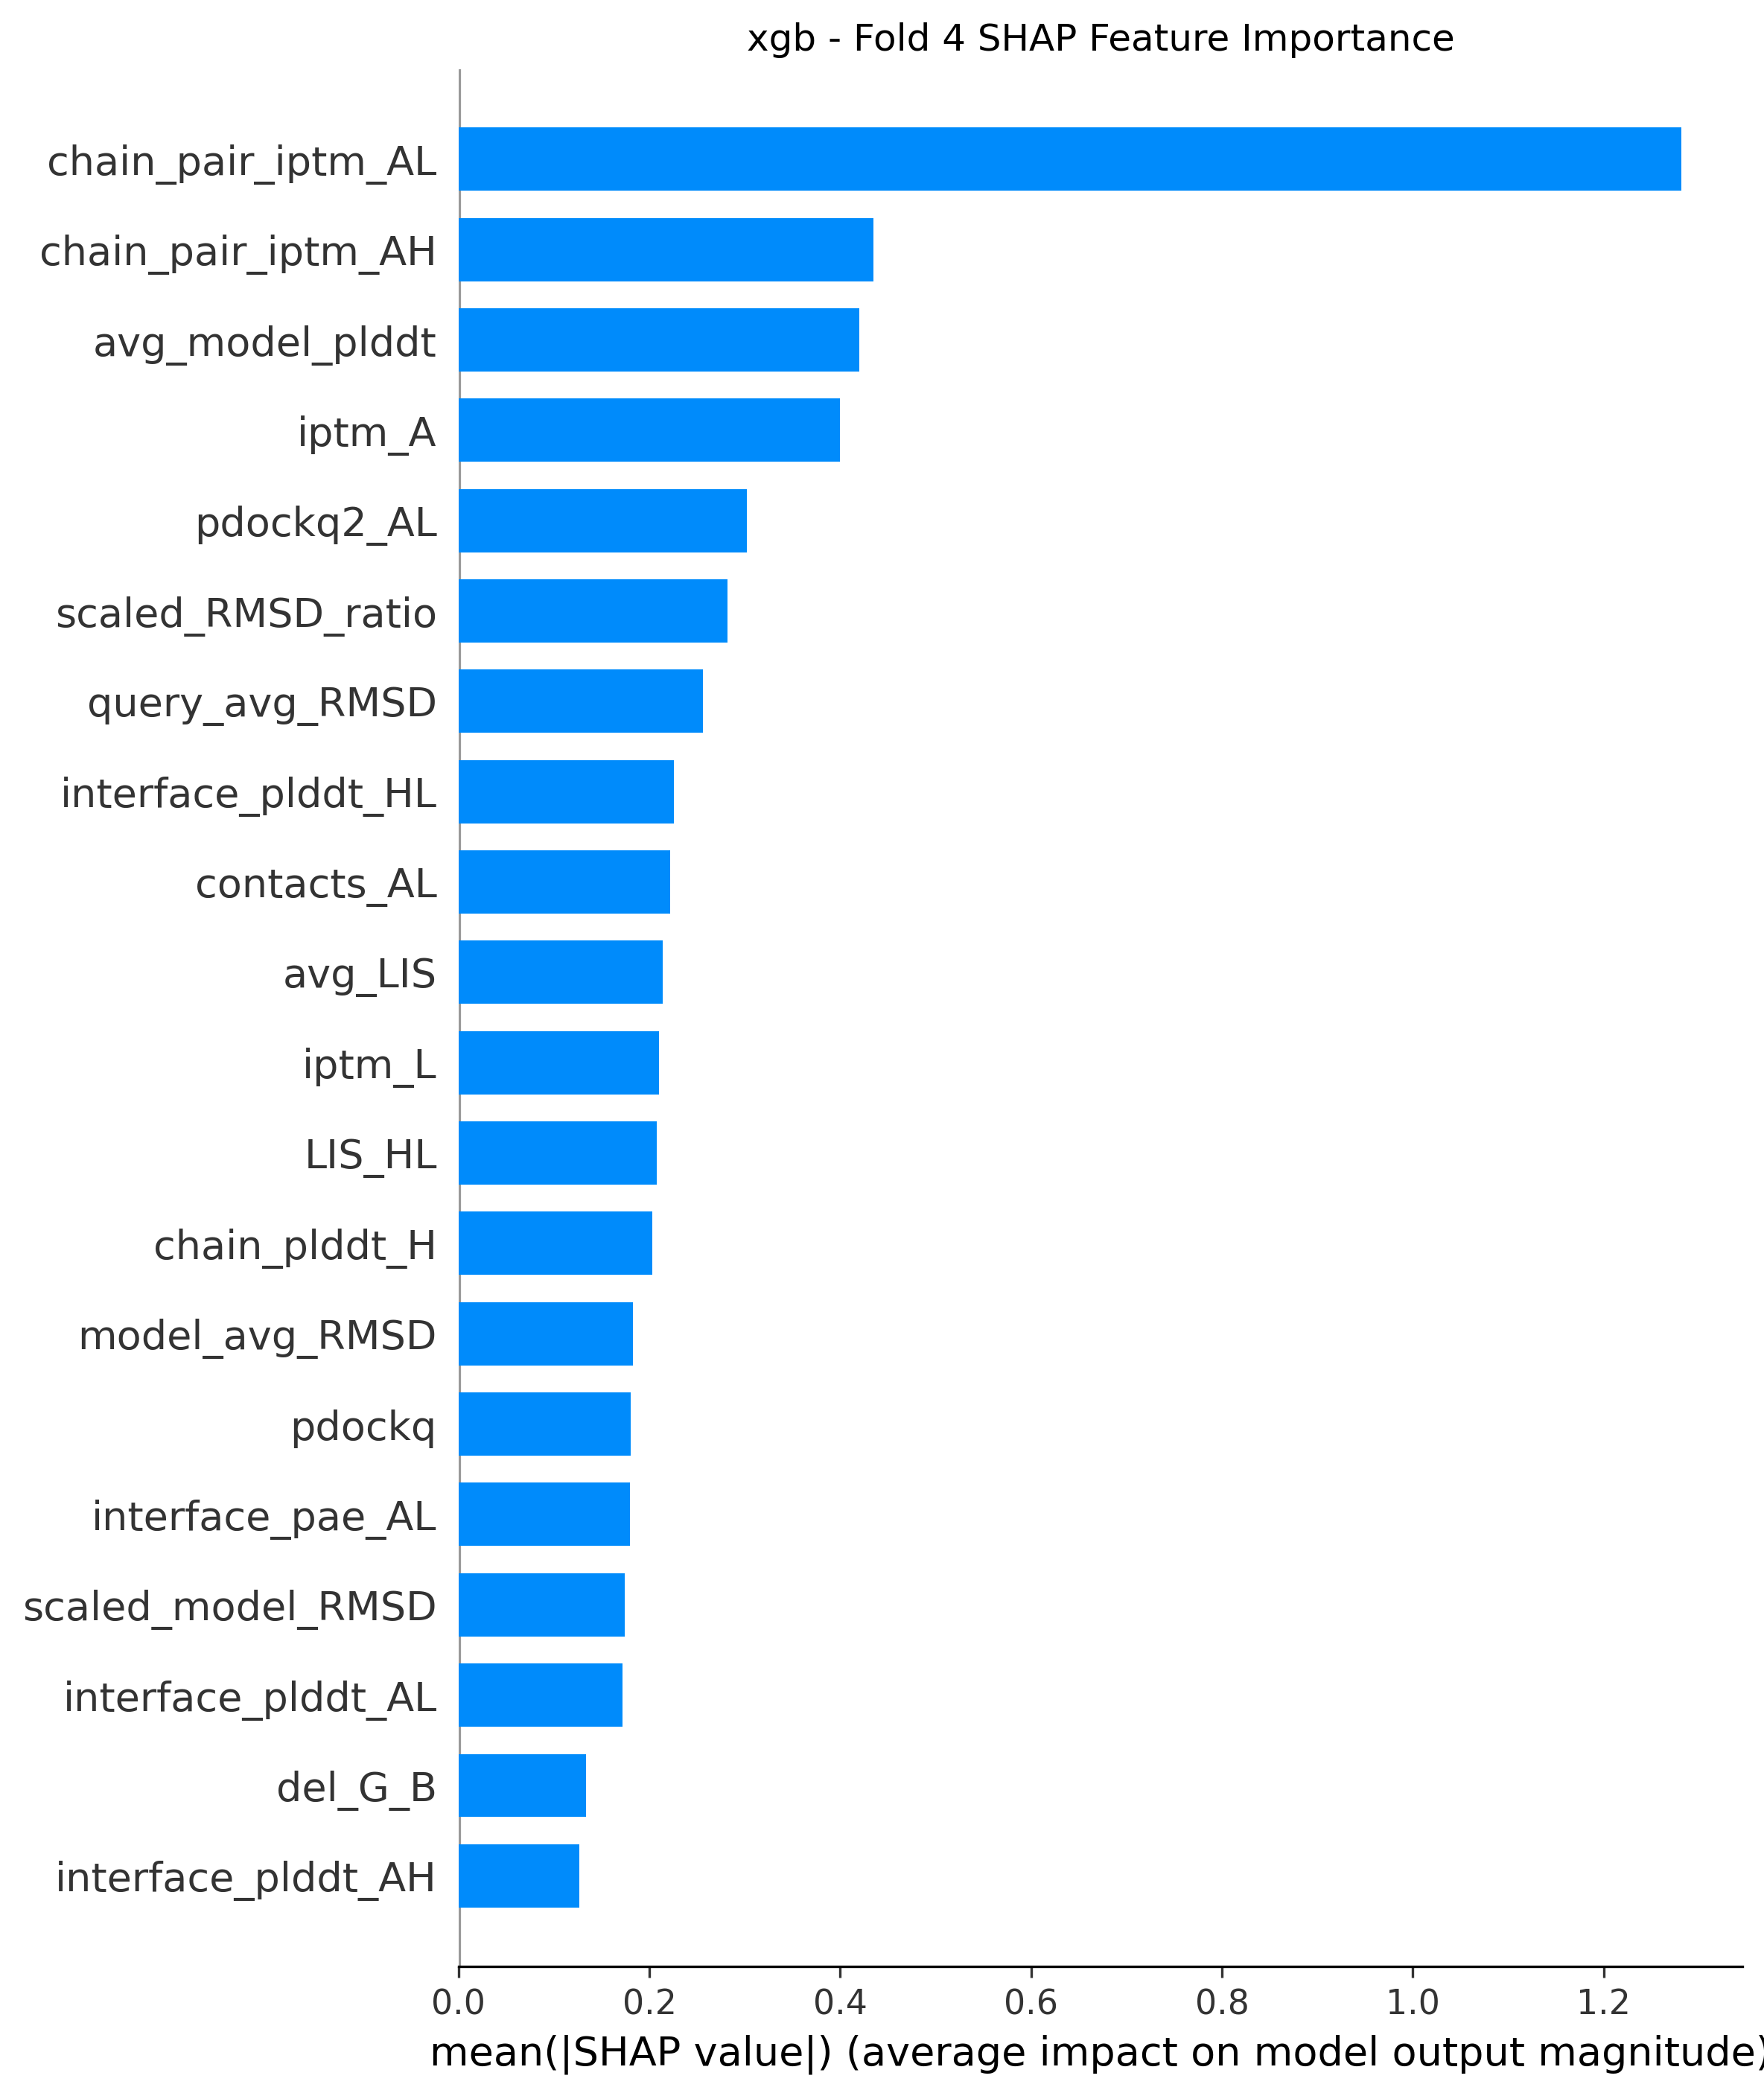 xgb - Fold 4 SHAP Feature Importance
chain_pair_iptm_AL
chain_pair_iptm_AH
avg_model_plddt
iptm_A
pdockq2_AL
scaled_RMSD_ratio
query_avg_RMSD
interface_plddt_HL
contacts_AL
avg_LIS
iptm_L
LIS_HL
chain_plddt_H
model_avg_RMSD
pdockq
interface_pae_AL
scaled_model_RMSD
interface_plddt_AL
del_G_B
interface_plddt_AH
0.0 0.2 0.4 0.6 0.8 1.0 1.2
mean(|SHAP value|) (average impact on model output magnitude)